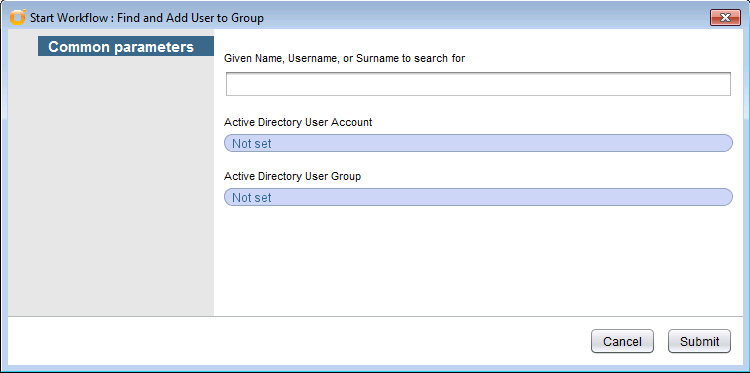 Start Workflow : Find and Add User to Group
Common parameters
Given Name, Username, or Surname to search for
Active Directory User Account
Not set
Active Directory User Group
Not set
Cancel Submit